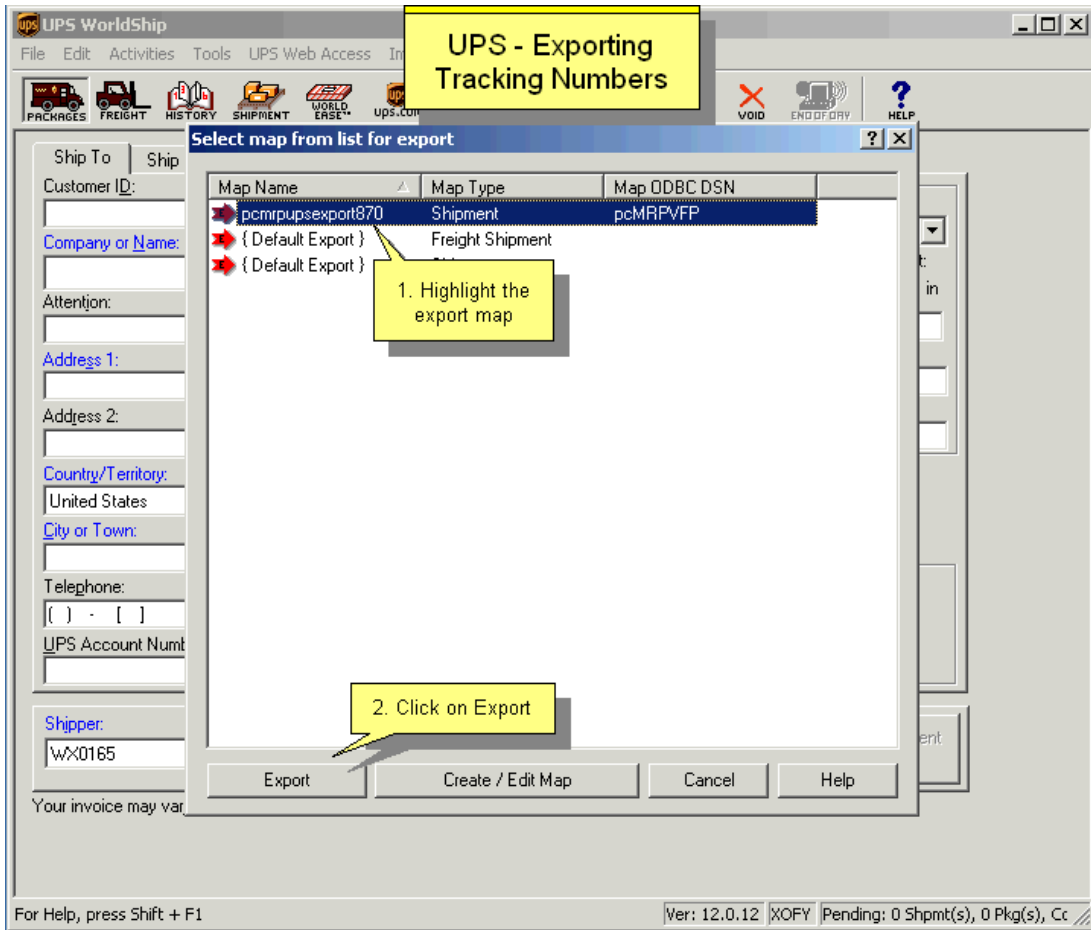 UPS WorldShip
UPS - Exporting
Tracking Numbers
File Edit Activities Tools UPS Web Access
PACKAGES FREIGHT HISTORY SHIPMENT WORLD EASE™ ups.com VOID END OF DAY HELP
Select map from list for export
Ship To Ship
Customer ID:
Map Name Map Type Map ODBC DSN
pcmrpupsexport870 Shipment pcMRPVFP
Company or Name:
{ Default Export } Freight Shipment
{ Default Export }
1. Highlight the
export map
in
Attention:
Address 1:
Address 2:
Country/Territory:
United States
City or Town:
Telephone:
( ) - [ ]
UPS Account Numb
2. Click on Export
Shipper:
WX0165
ent
Export Create / Edit Map Cancel Help
Your invoice may var
For Help, press Shift + F1 Ver: 12.0.12 XOFY Pending: 0 Shpmt(s), 0 Pkg(s), Cc